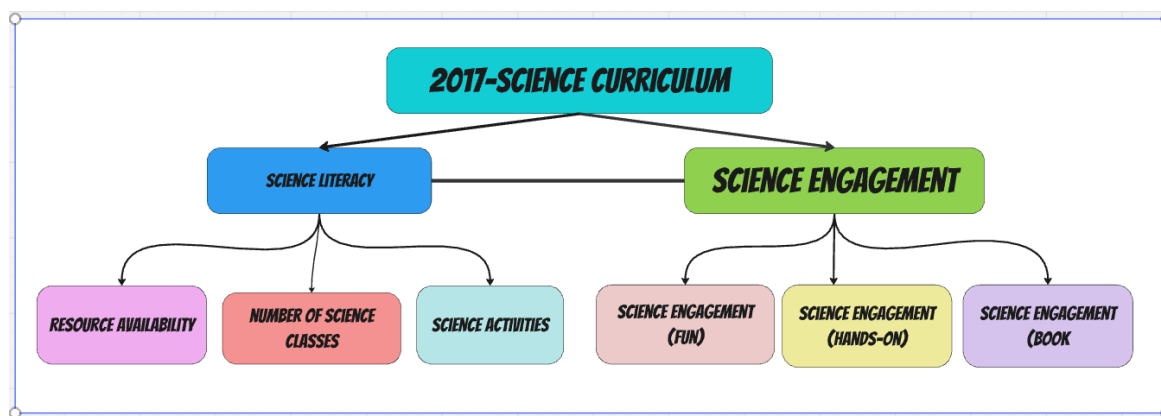 2017-SCIENCE CURRICULUM
SCIENCE LITERACY
SCIENCE ENGAGEMENT
RESOURCE AVAILABILITY
NUMBER OF SCIENCE
CLASSES
SCIENCE ACTIVITIES
SCIENCE ENGAGEMENT
(FUN)
SCIENCE ENGAGEMENT
(HANDS-ON)
SCIENCE ENGAGEMENT
(BOOK